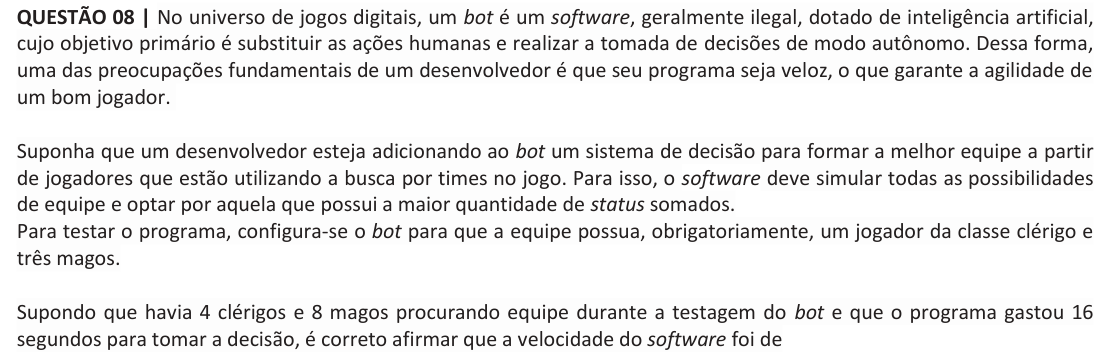 QUESTÃO 08 | No universo de jogos digitais, um bot é um software, geralmente ilegal, dotado de inteligência artificial,
cujo objetivo primário é substituir as ações humanas e realizar a tomada de decisões de modo autônomo. Dessa forma,
uma das preocupações fundamentais de um desenvolvedor é que seu programa seja veloz, o que garante a agilidade de
um bom jogador.
Suponha que um desenvolvedor esteja adicionando ao bot um sistema de decisão para formar a melhor equipe a partir
de jogadores que estão utilizando a busca por times no jogo. Para isso, o software deve simular todas as possibilidades
de equipe e optar por aquela que possui a maior quantidade de status somados.
Para testar o programa, configura-se o bot para que a equipe possua, obrigatoriamente, um jogador da classe clérigo e
três magos.
Supondo que havia 4 clérigos e 8 magos procurando equipe durante a testagem do bot e que o programa gastou 16
segundos para tomar a decisão, é correto afirmar que a velocidade do software foi de